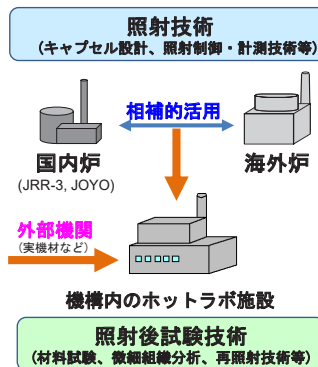 照射技術
(キャプセル設計、照射制御・計測技術等)
相補的活用
国内炉
(JRR-3, JOYO)
海外炉
外部機関
(実機材など)
機構内のホットラボ施設
照射後試験技術
(材料試験、微細組織分析、再照射技術等)